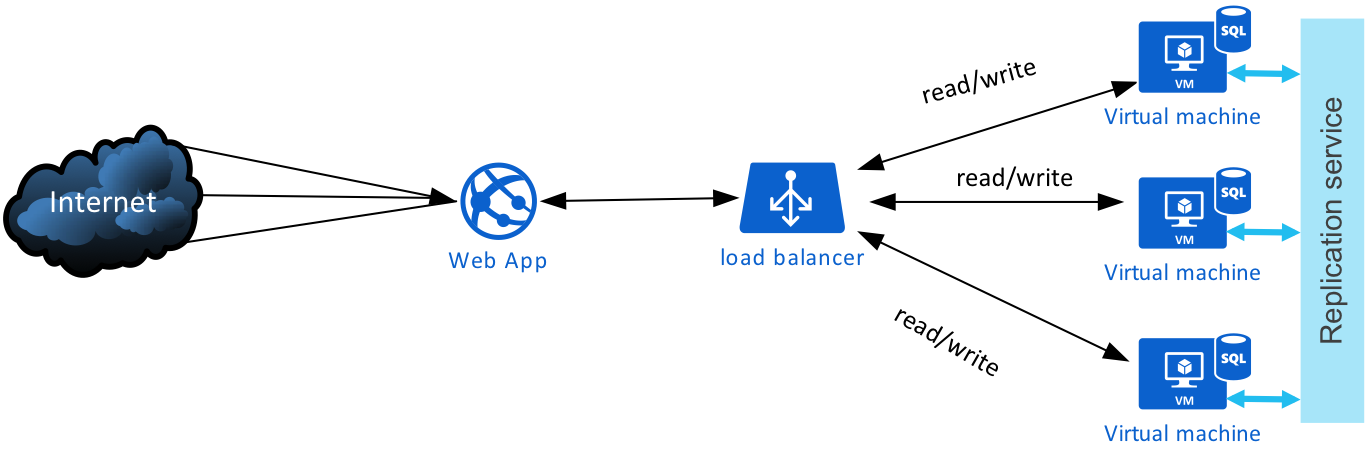 Internet
Web App
load balancer
read/write
read/write
read/write
SQL
VM
Virtual machine
SQL
VM
Virtual machine
SQL
VM
Virtual machine
Replication service